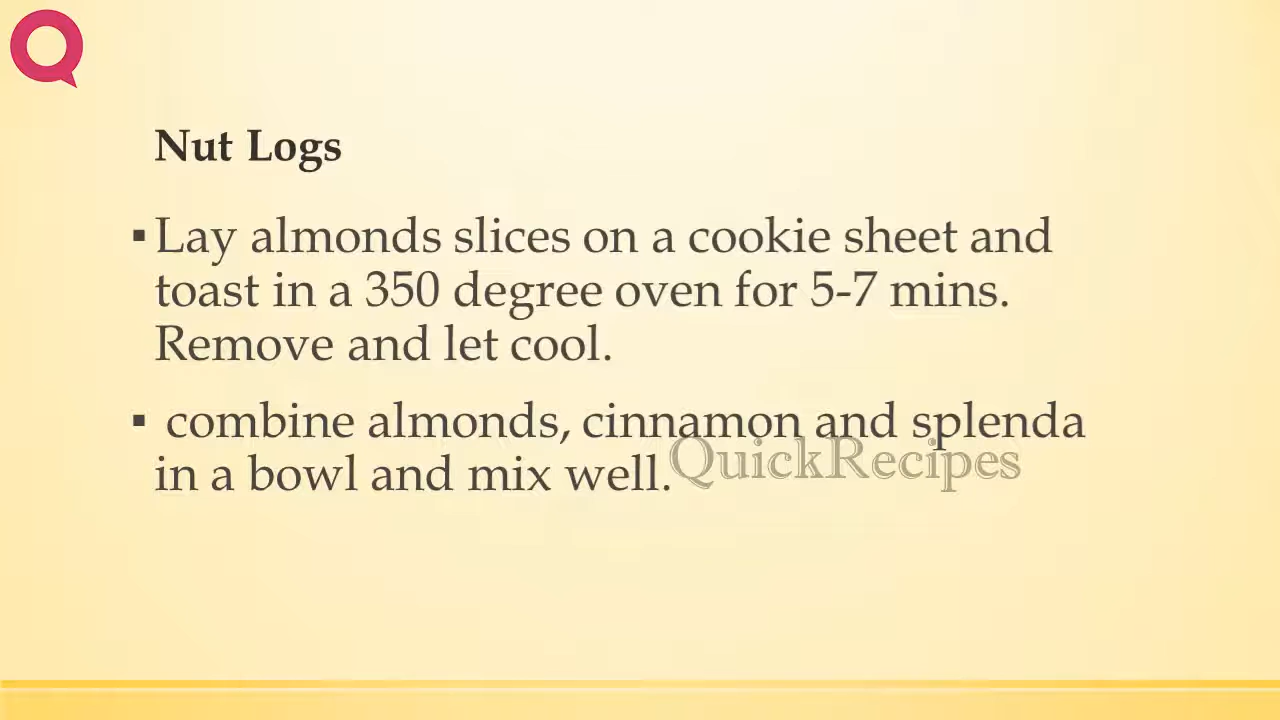 Nut Logs
▪Lay almonds slices on a cookie sheet and
toast in a 350 degree oven for 5-7 mins.
Remove and let cool.
▪ combine almonds, cinnamon and splenda
in a bowl and mix well.
QuickRecipes